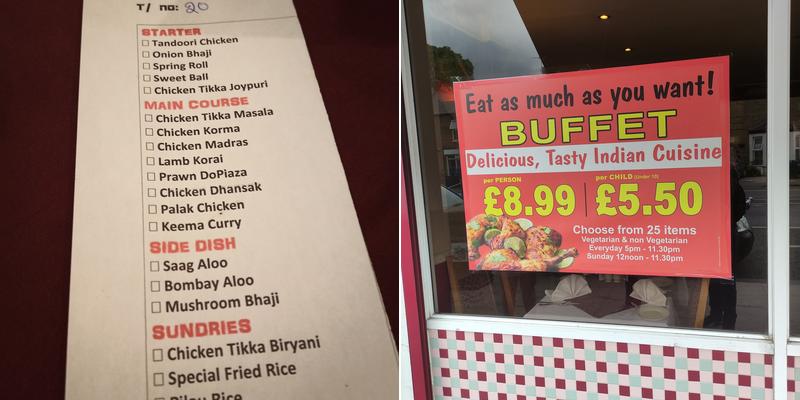 T/ no: 20
STARTER
Tandoori Chicken
Onion Bhaji
Spring Roll
Sweet Ball
Chicken Tikka Joypuri
MAIN COURSE
Chicken Tikka Masala
Chicken Korma
Chicken Madras
Lamb Korai
Prawn DoPiaza
Chicken Dhansak
Palak Chicken
Keema Curry
SIDE DISH
Saag Aloo
Bombay Aloo
Mushroom Bhaji
SUNDRIES
Chicken Tikka Biryani
Special Fried Rice
Pilau Rice
Eat as much as you want!
BUFFET
Delicious, Tasty Indian Cuisine
per PERSON
£8.99
per CHILD (Under 10)
£5.50
Choose from 25 items
Vegetarian & non Vegetarian
Everyday 5pm - 11.30pm
Sunday 12noon - 11.30pm